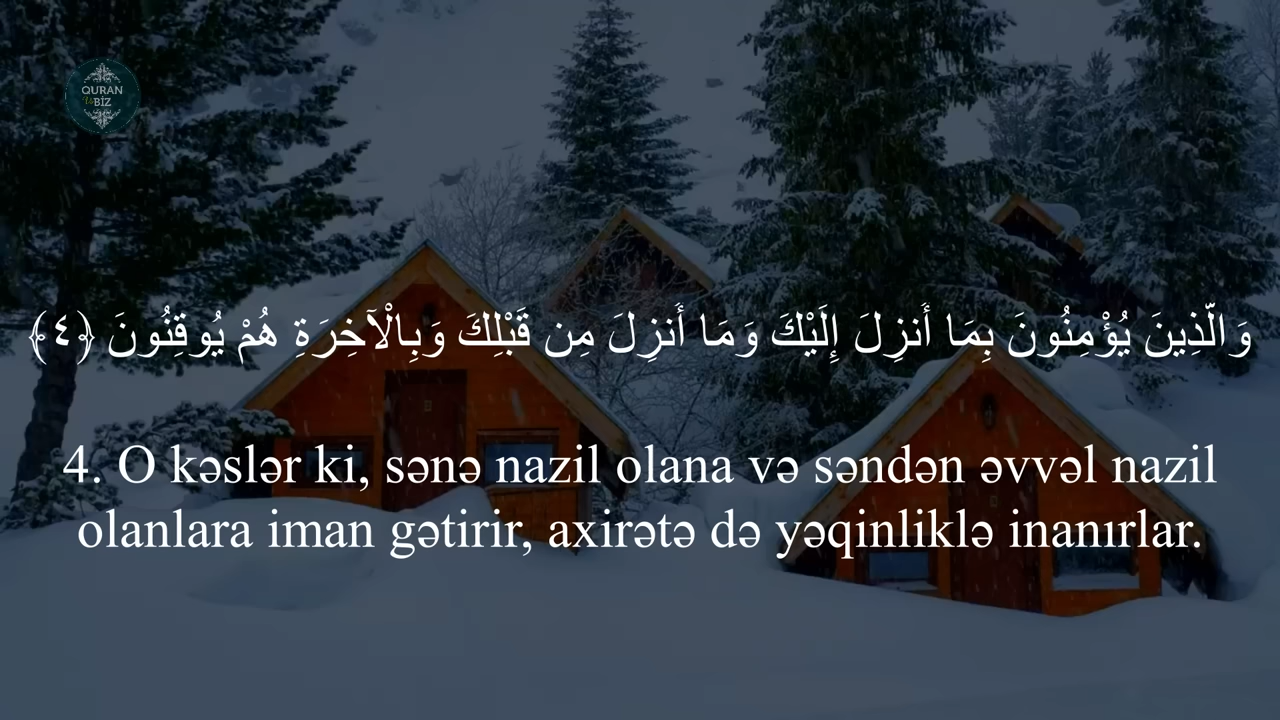 QURAN
Və
BİZ
وَالَّذِينَ يُؤْمِنُونَ بِمَا أُنزِلَ إِلَيْكَ وَمَا أُنزِلَ مِن قَبْلِكَ وَبِالْآخِرَةِ هُمْ يُوقِنُونَ ﴿٤﴾
4. O kəslər ki, sənə nazil olana və səndən əvvəl nazil
olanlara iman gətirir, axirətə də yəqinliklə inanırlar.